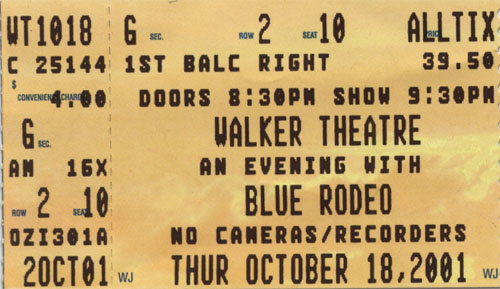 WT1018 G SEC. ROW 2 SEAT 10 ALLTIX
C 25144 1ST BALC RIGHT 39.50
$ CONVENIENCE CHARGE 4.00 DOORS 8:30PM SHOW 9:30PM
G SEC. WALKER THEATRE
AM 16X AN EVENING WITH
ROW 2 SEAT 10 BLUE RODEO
OZI301A NO CAMERAS/RECORDERS
2OCT01 WJ THUR OCTOBER 18,2001 WJ